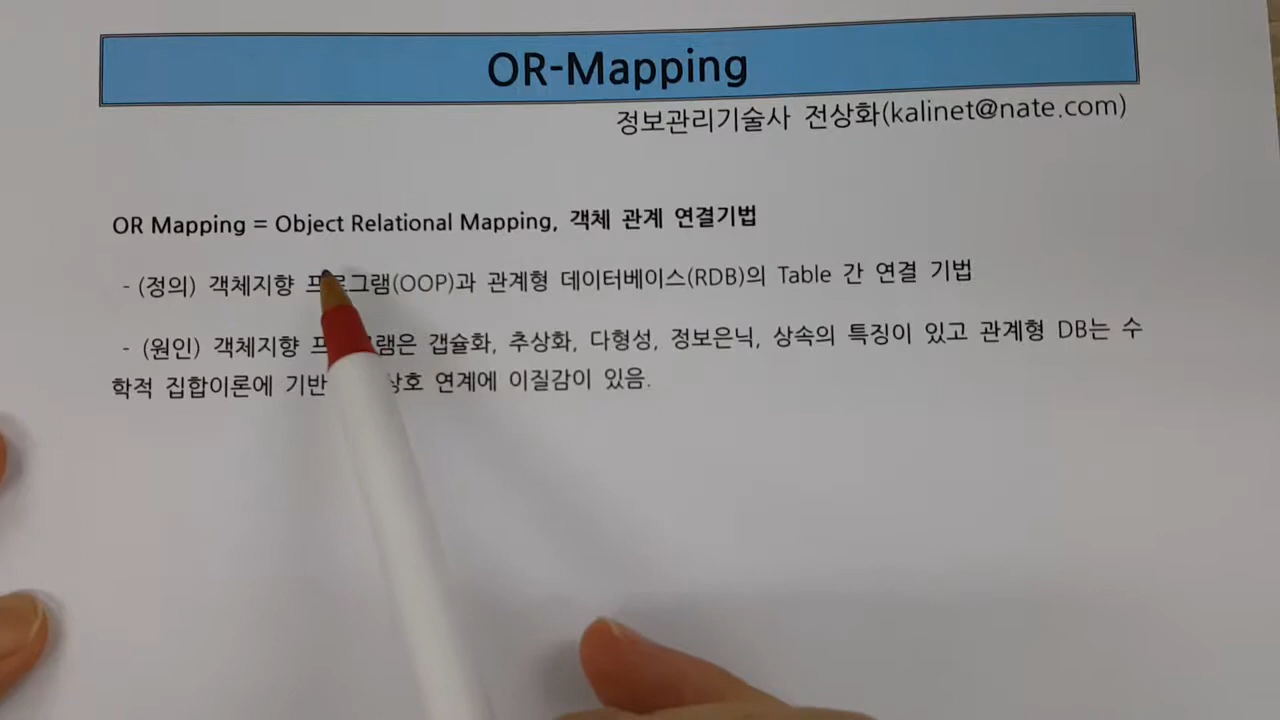 OR-Mapping
정보관리기술사 전상화(kalinet@nate.com)
OR Mapping = Object Relational Mapping, 객체 관계 연결기법
- (정의) 객체지향 프로그램(OOP)과 관계형 데이터베이스(RDB)의 Table 간 연결 기법
- (원인) 객체지향 은 캡슐화, 추상화, 다형성, 정보은닉, 상속의 특징이 있고 관계형 DB는 수
학적 집합이론에 기반 상호 연계에 이질감이 있음.